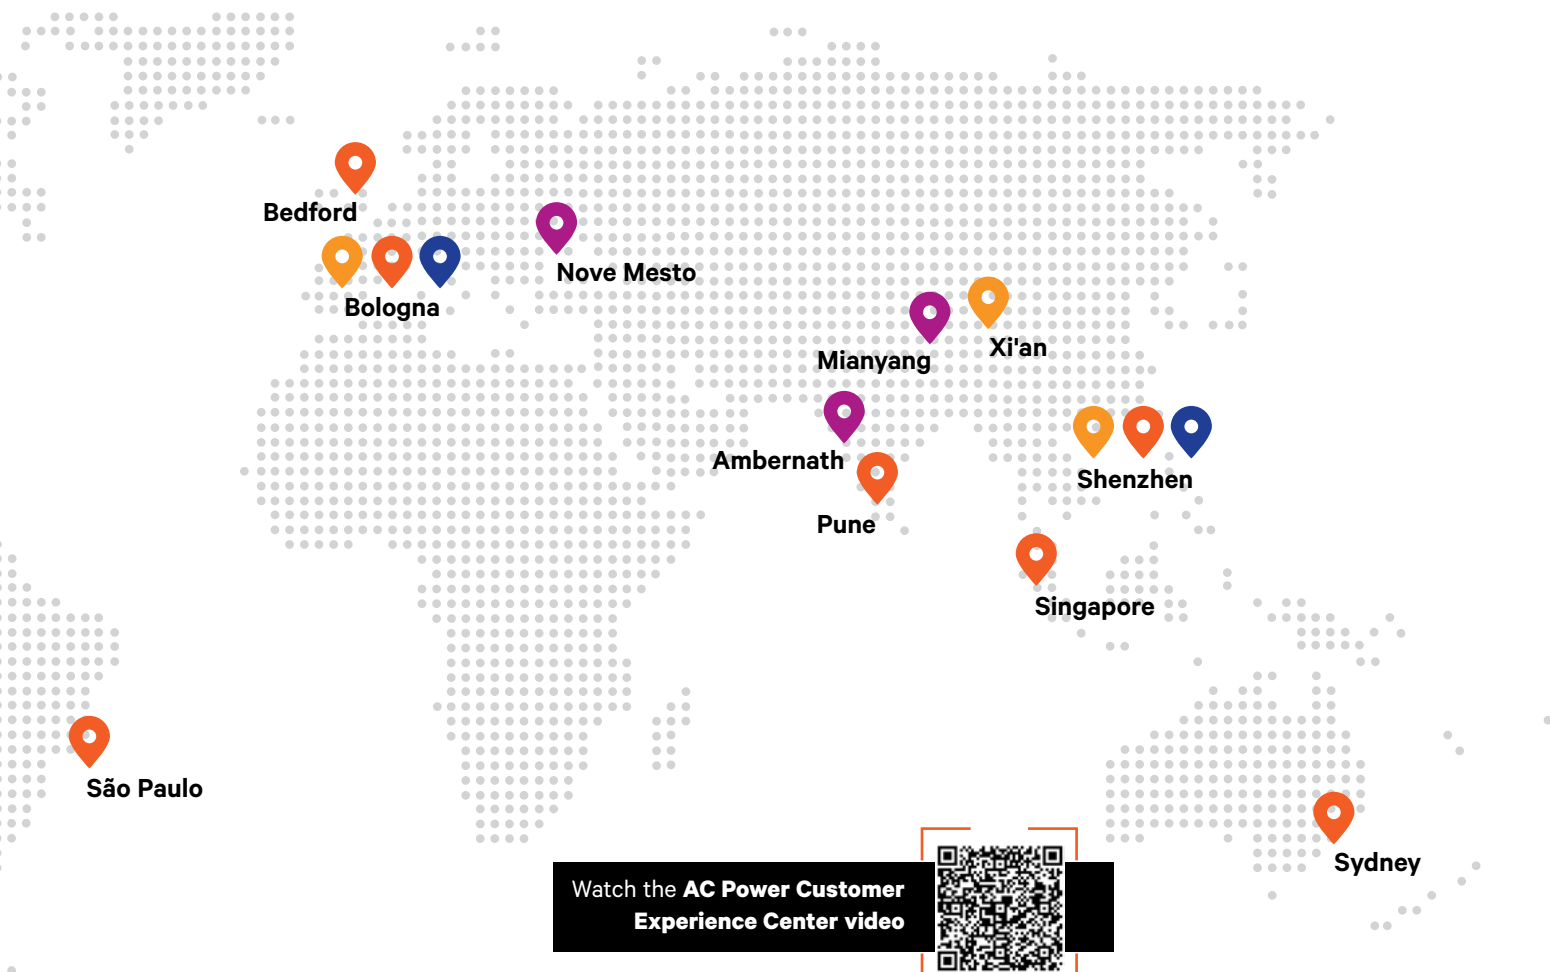 Bedford
Nove Mesto
Bologna
Xi'an
Mianyang
Ambernath
Shenzhen
Pune
Singapore
São Paulo
Sydney
Watch the AC Power Customer
Experience Center video